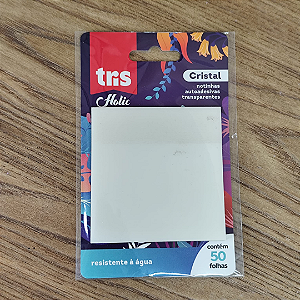 tris
Holic
Cristal
notinhas
autoadesivas
transparentes
contém
50
folhas
resistente à água